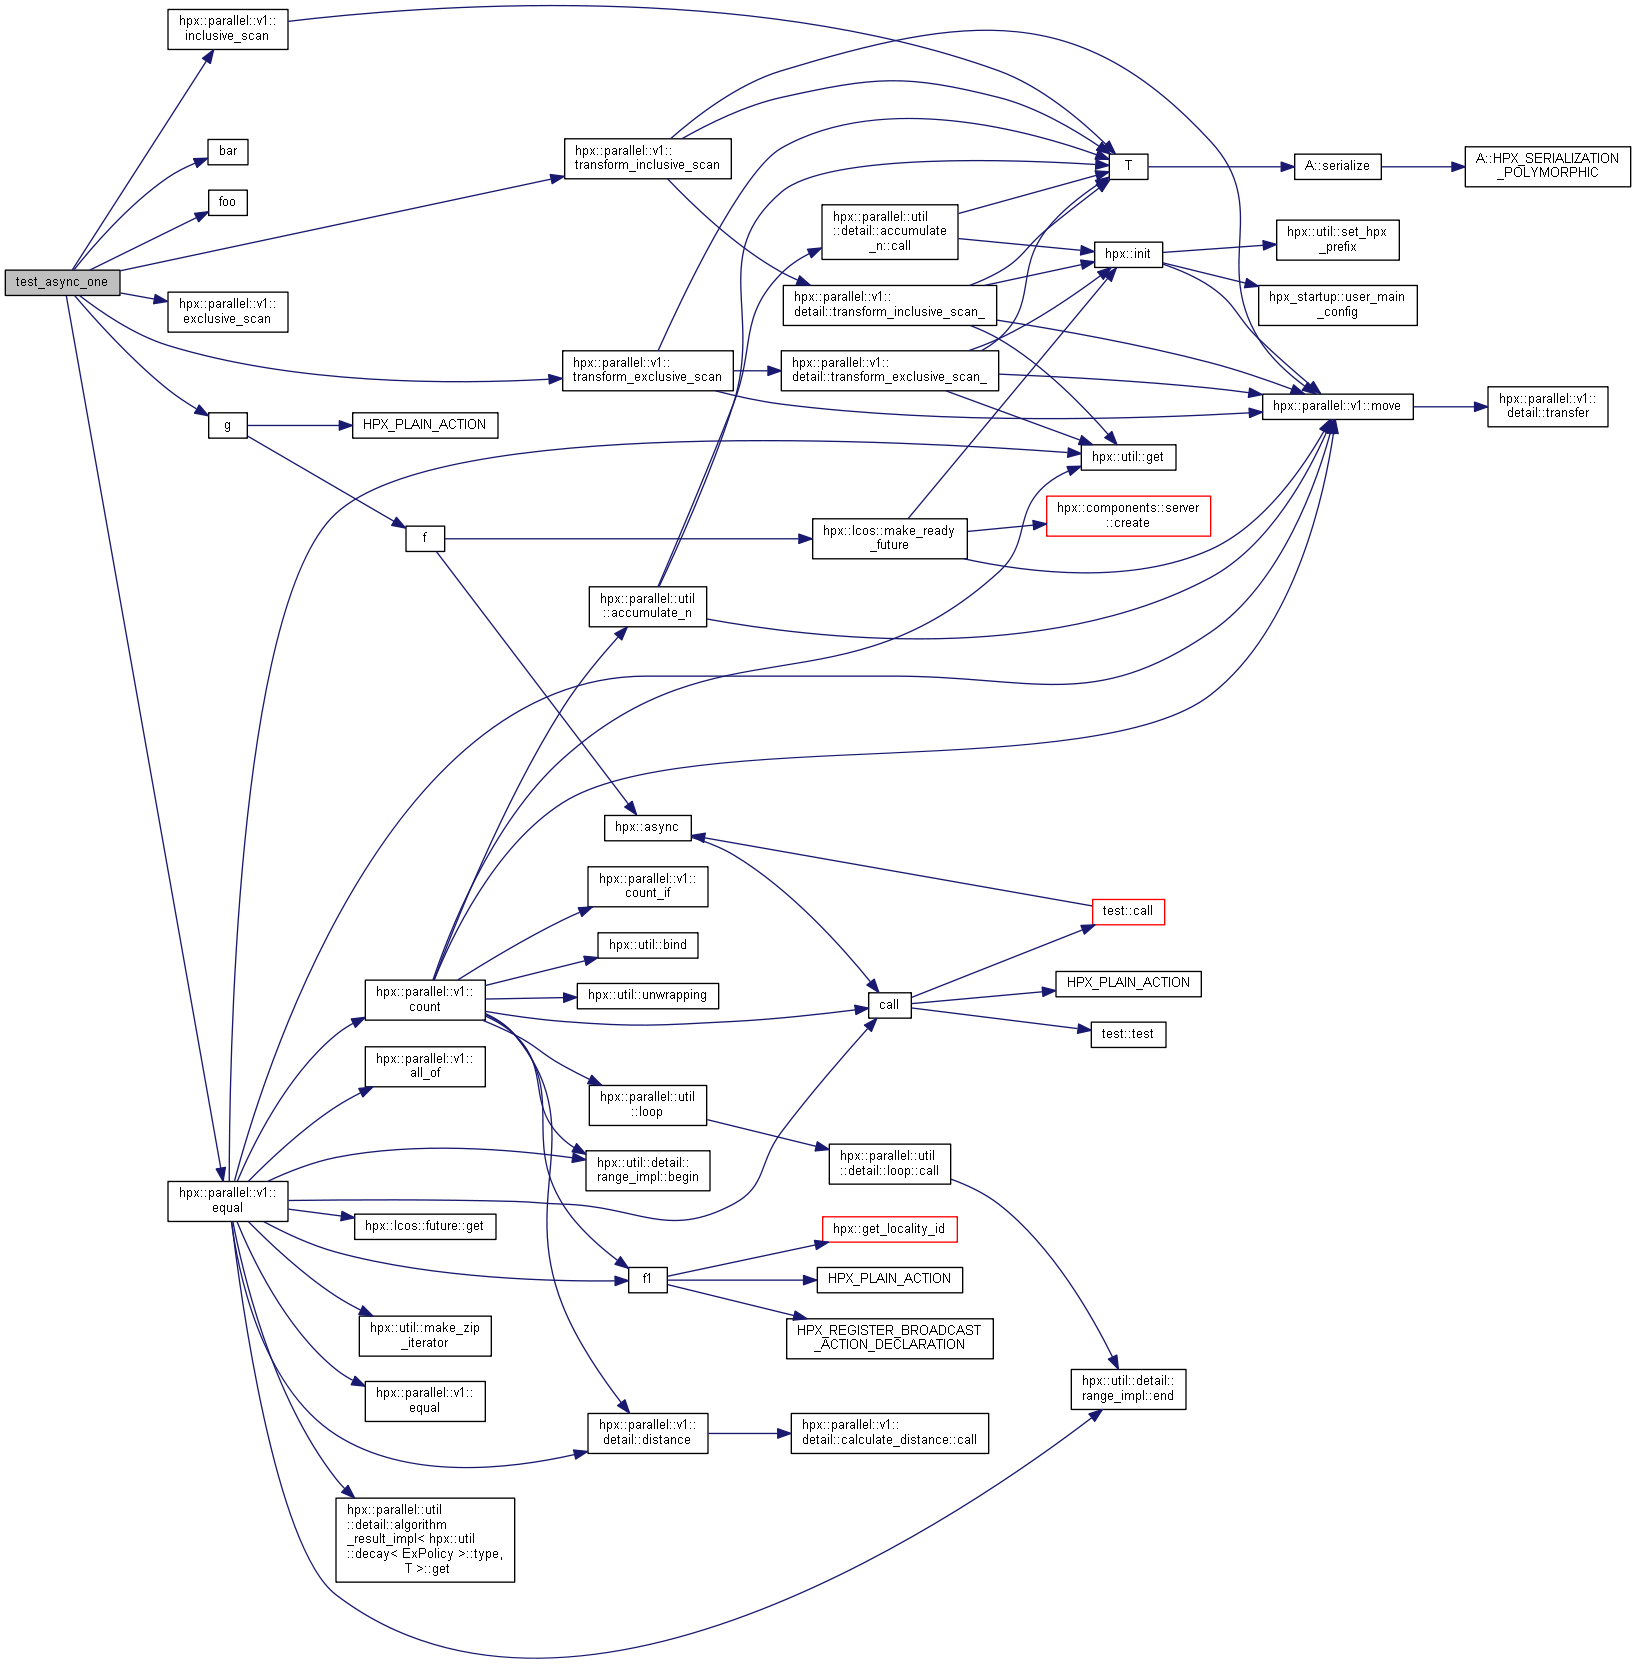 hpx::parallel::v1::
inclusive_scan
bar
foo
test_async_one
hpx::parallel::v1::
exclusive_scan
g
HPX_PLAIN_ACTION
f
hpx::parallel::v1::
transform_inclusive_scan
hpx::parallel::v1::
transform_exclusive_scan
hpx::parallel::util
::detail::accumulate
_n::call
hpx::parallel::v1::
detail::transform_inclusive_scan_
hpx::parallel::v1::
detail::transform_exclusive_scan_
T
A::serialize
A::HPX_SERIALIZATION
_POLYMORPHIC
hpx::init
hpx::util::set_hpx
_prefix
hpx_startup::user_main
_config
hpx::parallel::v1::move
hpx::parallel::v1::
detail::transfer
hpx::util::get
hpx::components::server
::create
hpx::lcos::make_ready
_future
hpx::parallel::util
::accumulate_n
hpx::async
hpx::parallel::v1::
count_if
hpx::util::bind
hpx::util::unwrapping
hpx::parallel::v1::
count
hpx::parallel::v1::
all_of
call
test::call
HPX_PLAIN_ACTION
test::test
hpx::parallel::util
::loop
hpx::parallel::util
::detail::loop::call
hpx::util::detail::
range_impl::begin
hpx::parallel::v1::
equal
hpx::lcos::future::get
hpx::get_locality_id
f1
HPX_PLAIN_ACTION
HPX_REGISTER_BROADCAST
_ACTION_DECLARATION
hpx::util::make_zip
_iterator
hpx::parallel::v1::
equal
hpx::util::detail::
range_impl::end
hpx::parallel::v1::
detail::distance
hpx::parallel::v1::
detail::calculate_distance::call
hpx::parallel::util
::detail::algorithm
_result_impl< hpx::util
::decay< ExPolicy >::type,
T >::get